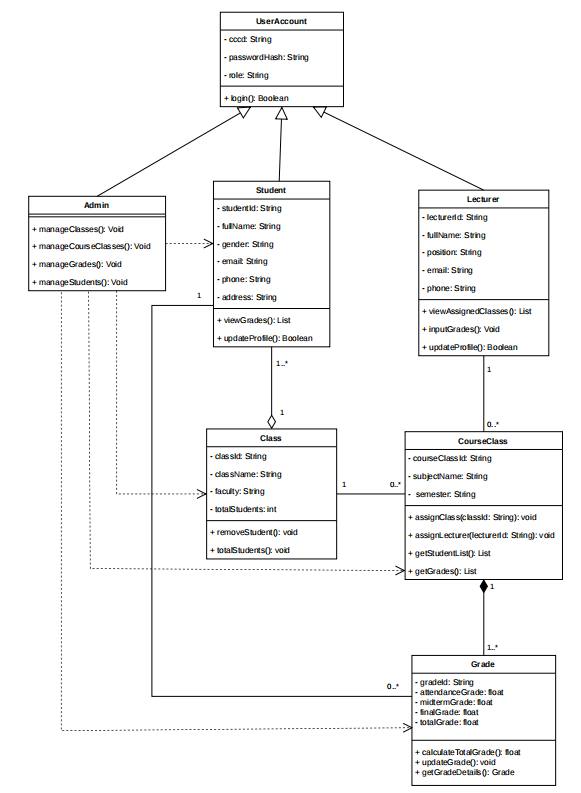 UserAccount
- cccd: String
- passwordHash: String
- role: String
+ login(): Boolean
Admin
+ manageClasses(): Void
+ manageCourseClasses(): Void
+ manageGrades(): Void
+ manageStudents(): Void
Student
- studentId: String
- fullName: String
- gender: String
- email: String
- phone: String
- address: String
+ viewGrades(): List
+ updateProfile(): Boolean
Lecturer
- lecturerId: String
- fullName: String
- position: String
- email: String
- phone: String
+ viewAssignedClasses(): List
+ inputGrades(): Void
+ updateProfile(): Boolean
1
1..*
1
1
0..*
Class
- classId: String
- className: String
- faculty: String
- totalStudents: int
+ removeStudent(): void
+ totalStudents(): void
1
0..*
CourseClass
- courseClassId: String
- subjectName: String
- semester: String
+ assignClass(classId: String): void
+ assignLecturer(lecturerId: String): void
+ getStudentList(): List
+ getGrades(): List
1
1..*
0..*
Grade
- gradeId: String
- attendanceGrade: float
- midtermGrade: float
- finalGrade: float
- totalGrade: float
+ calculateTotalGrade(): float
+ updateGrade(): void
+ getGradeDetails(): Grade